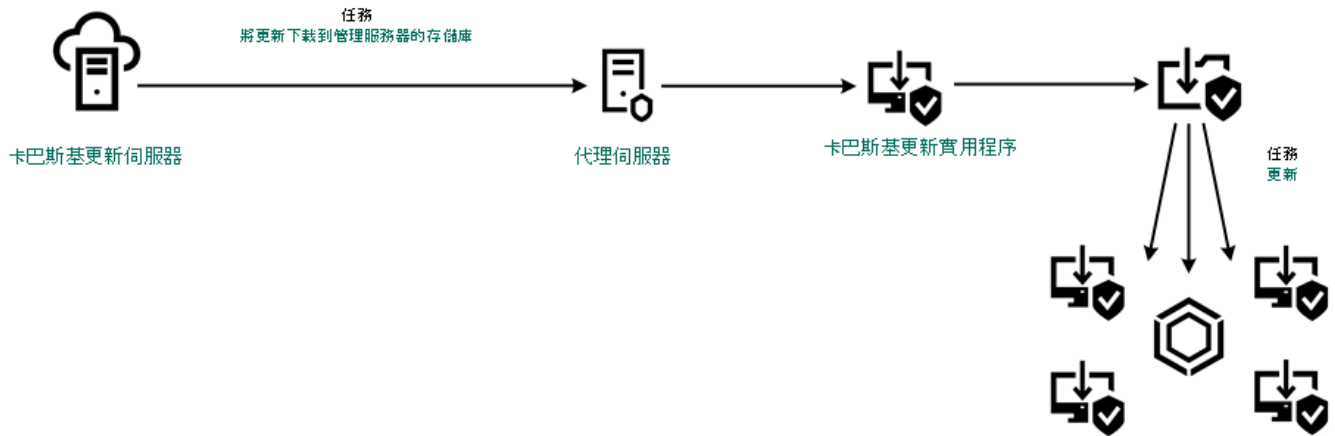 任務
將更新下載到管理服務器的存儲庫
卡巴斯基更新伺服器
代理伺服器
卡巴斯基更新實用程序
任務
更新